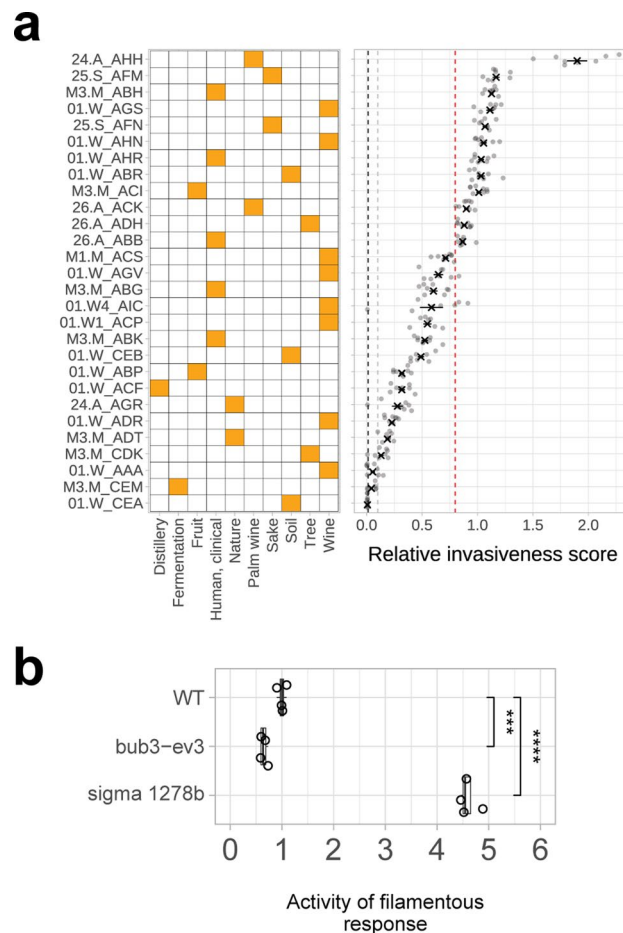 a
24.A_AHH
25.S_AFM
M3.M_ABH
01.W_AGS
25.S_AFN
01.W_AHN
01.W_AHR
01.W_ABR
M3.M_ACI
26.A_ACK
26.A_ADH
26.A_ABB
M1.M_ACS
01.W_AGV
M3.M_ABG
01.W4_AIC
01.W1_ACP
M3.M_ABK
01.W_CEB
01.W_ABP
01.W_ACF
24.A_AGR
01.W_ADR
M3.M_ADT
M3.M_CDK
01.W_AAA
M3.M_CEM
01.W_CEA
Distillery
Fermentation
Fruit
Human, clinical
Nature
Palm wine
Sake
Soil
Tree
Wine
0.0 0.5 1.0 1.5 2.0
Relative invasiveness score
b
WT
bub3−ev3
sigma 1278b
***
****
0 1 2 3 4 5 6
Activity of filamentous
response